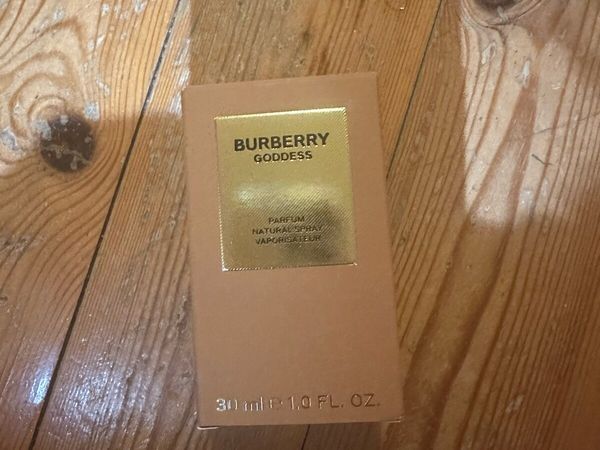 BURBERRY
GODDESS
PARFUM
NATURAL SPRAY
VAPORISATEUR
30 ml ℮ 1.0 FL. OZ.